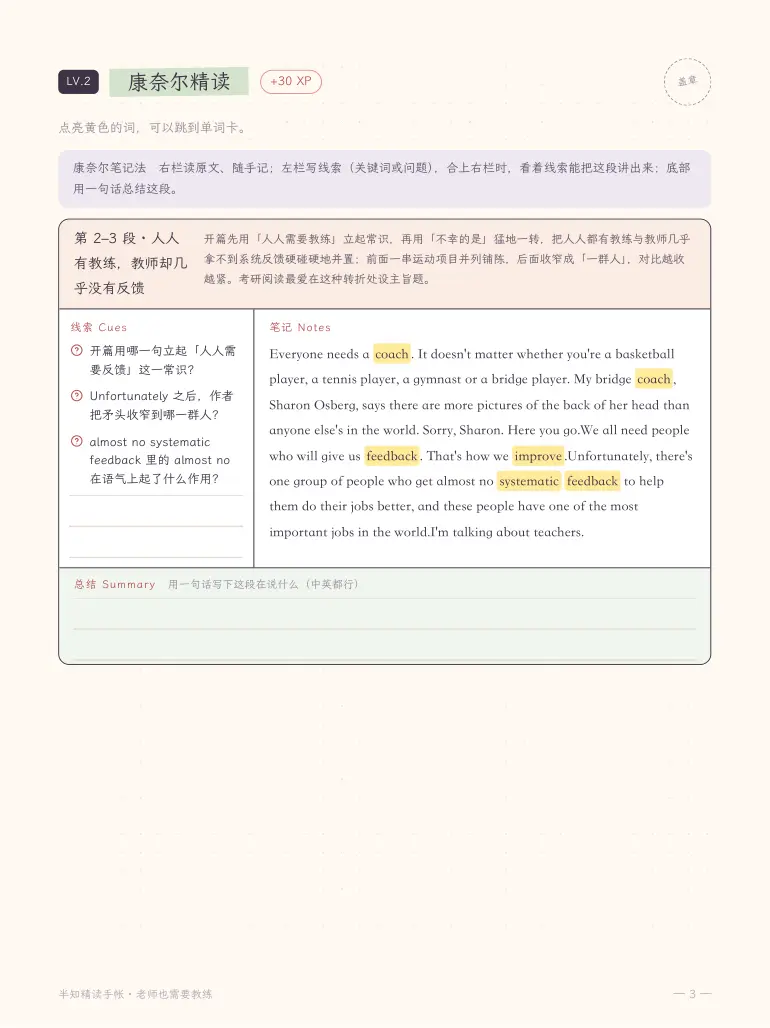 LV.2 康奈尔精读 +30 XP 盖章
点亮黄色的词，可以跳到单词卡。
康奈尔笔记法 右栏读原文、随手记；左栏写线索（关键词或问题），合上右栏时，看着线索能把这段讲出来；底部
用一句话总结这段。
第 2–3 段·人人
有教练，教师却几
乎没有反馈
开篇先用「人人需要教练」立起常识，再用「不幸的是」猛地一转，把人人都有教练与教师几乎
拿不到系统反馈硬碰硬地并置；前面一串运动项目并列铺陈，后面收窄成「一群人」，对比越收
越紧。考研阅读最爱在这种转折处设主旨题。
线索 Cues
开篇用哪一句立起「人人需
要反馈」这一常识？
Unfortunately 之后，作者
把矛头收窄到哪一群人？
almost no systematic
feedback 里的 almost no
在语气上起了什么作用？
笔记 Notes
Everyone needs a coach. It doesn't matter whether you're a basketball
player, a tennis player, a gymnast or a bridge player. My bridge coach,
Sharon Osberg, says there are more pictures of the back of her head than
anyone else's in the world. Sorry, Sharon. Here you go.We all need people
who will give us feedback. That's how we improve.Unfortunately, there's
one group of people who get almost no systematic feedback to help
them do their jobs better, and these people have one of the most
important jobs in the world.I'm talking about teachers.
总结 Summary 用一句话写下这段在说什么（中英都行）
半知精读手帐·老师也需要教练
— 3 —